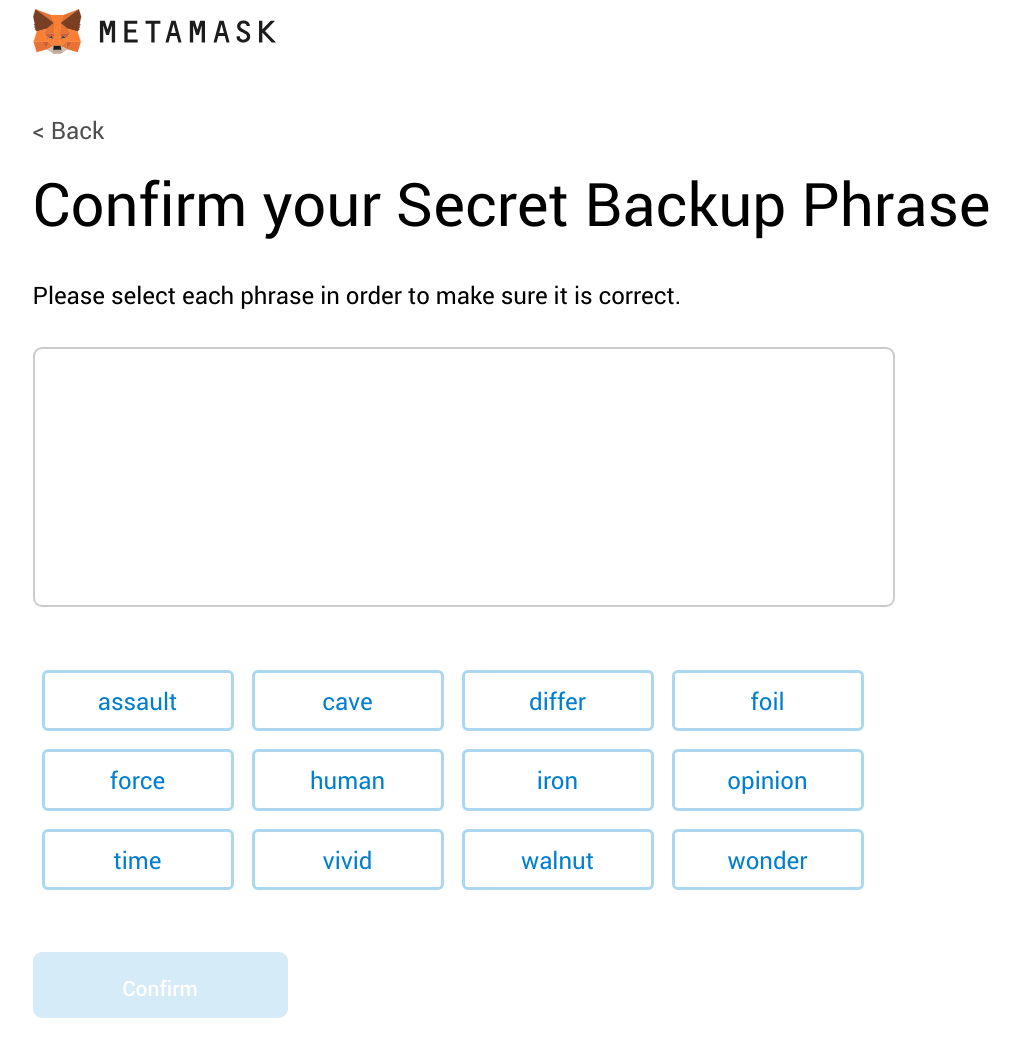 METAMASK
< Back
Confirm your Secret Backup Phrase
Please select each phrase in order to make sure it is correct.
assault cave differ foil
force human iron opinion
time vivid walnut wonder
Confirm